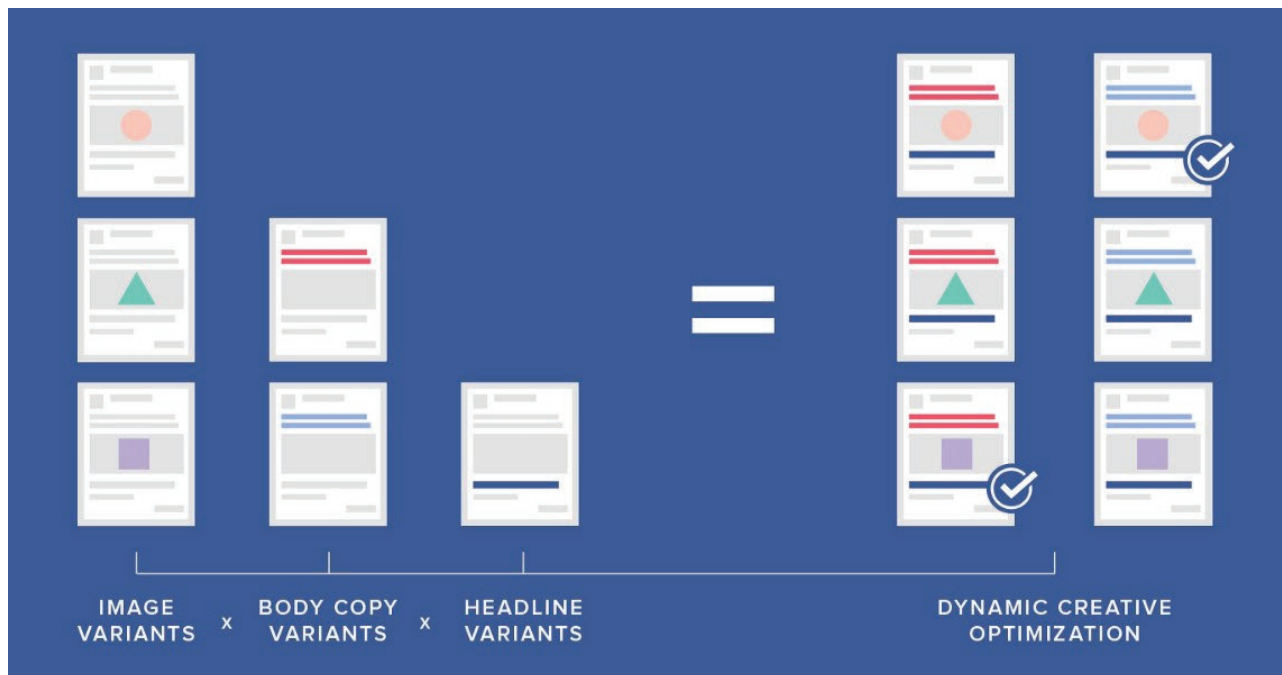 IMAGE
VARIANTS
x
BODY COPY
VARIANTS
x
HEADLINE
VARIANTS
=
DYNAMIC CREATIVE
OPTIMIZATION